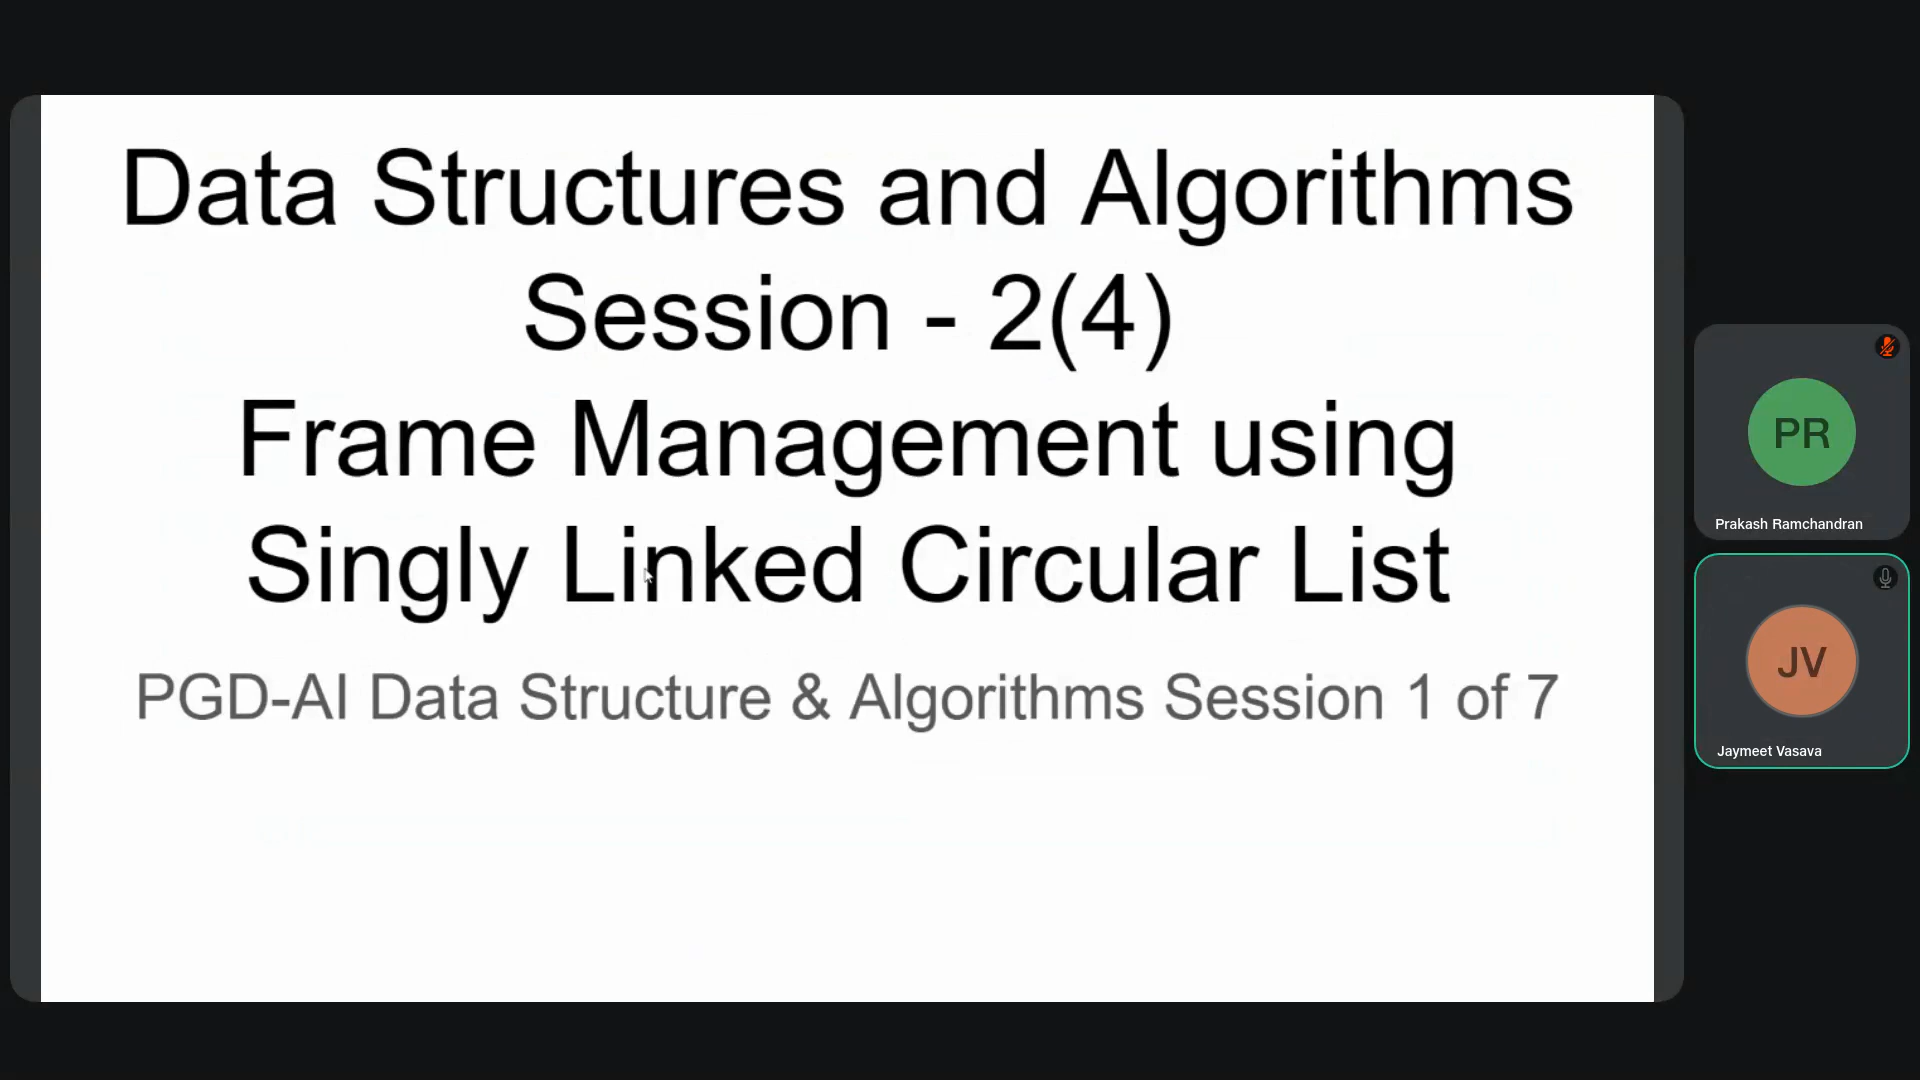 Data Structures and Algorithms
Session - 2(4)
Frame Management using
Singly Linked Circular List
PGD-AI Data Structure & Algorithms Session 1 of 7
PR
Prakash Ramchandran
JV
Jaymeet Vasava